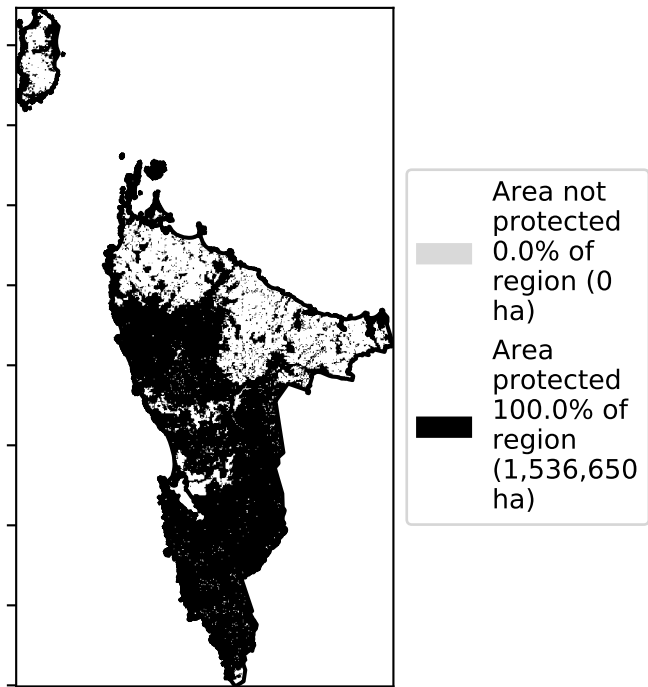 Area not
protected
0.0% of
region (0
ha)
Area
protected
100.0% of
region
(1,536,650
ha)